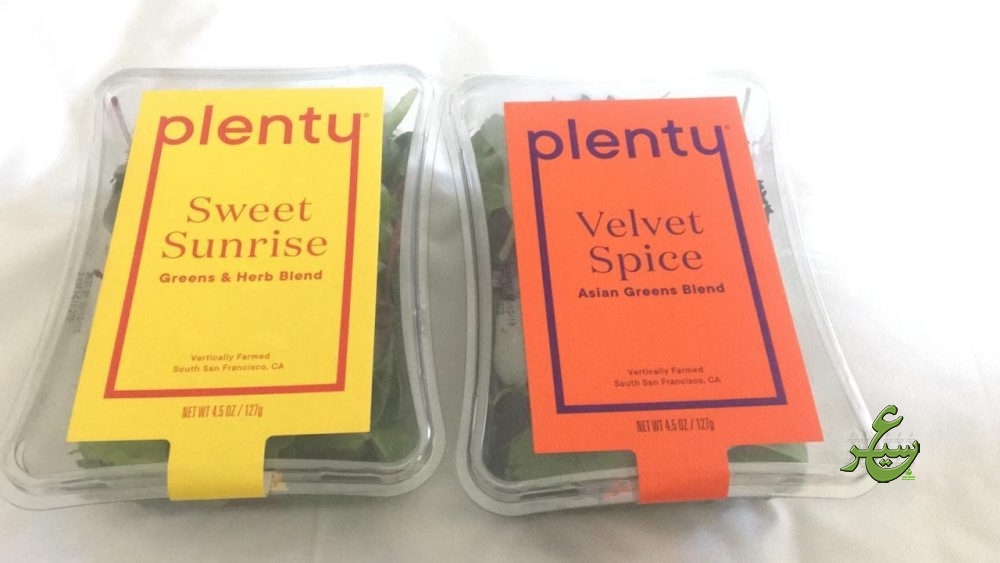 plenty®
Sweet
Sunrise
Greens & Herb Blend
Vertically Farmed
South San Francisco, CA
NET WT 4.5 OZ / 127g
plenty®
Velvet
Spice
Asian Greens Blend
Vertically Farmed
South San Francisco, CA
NET WT 4.5 OZ / 127g